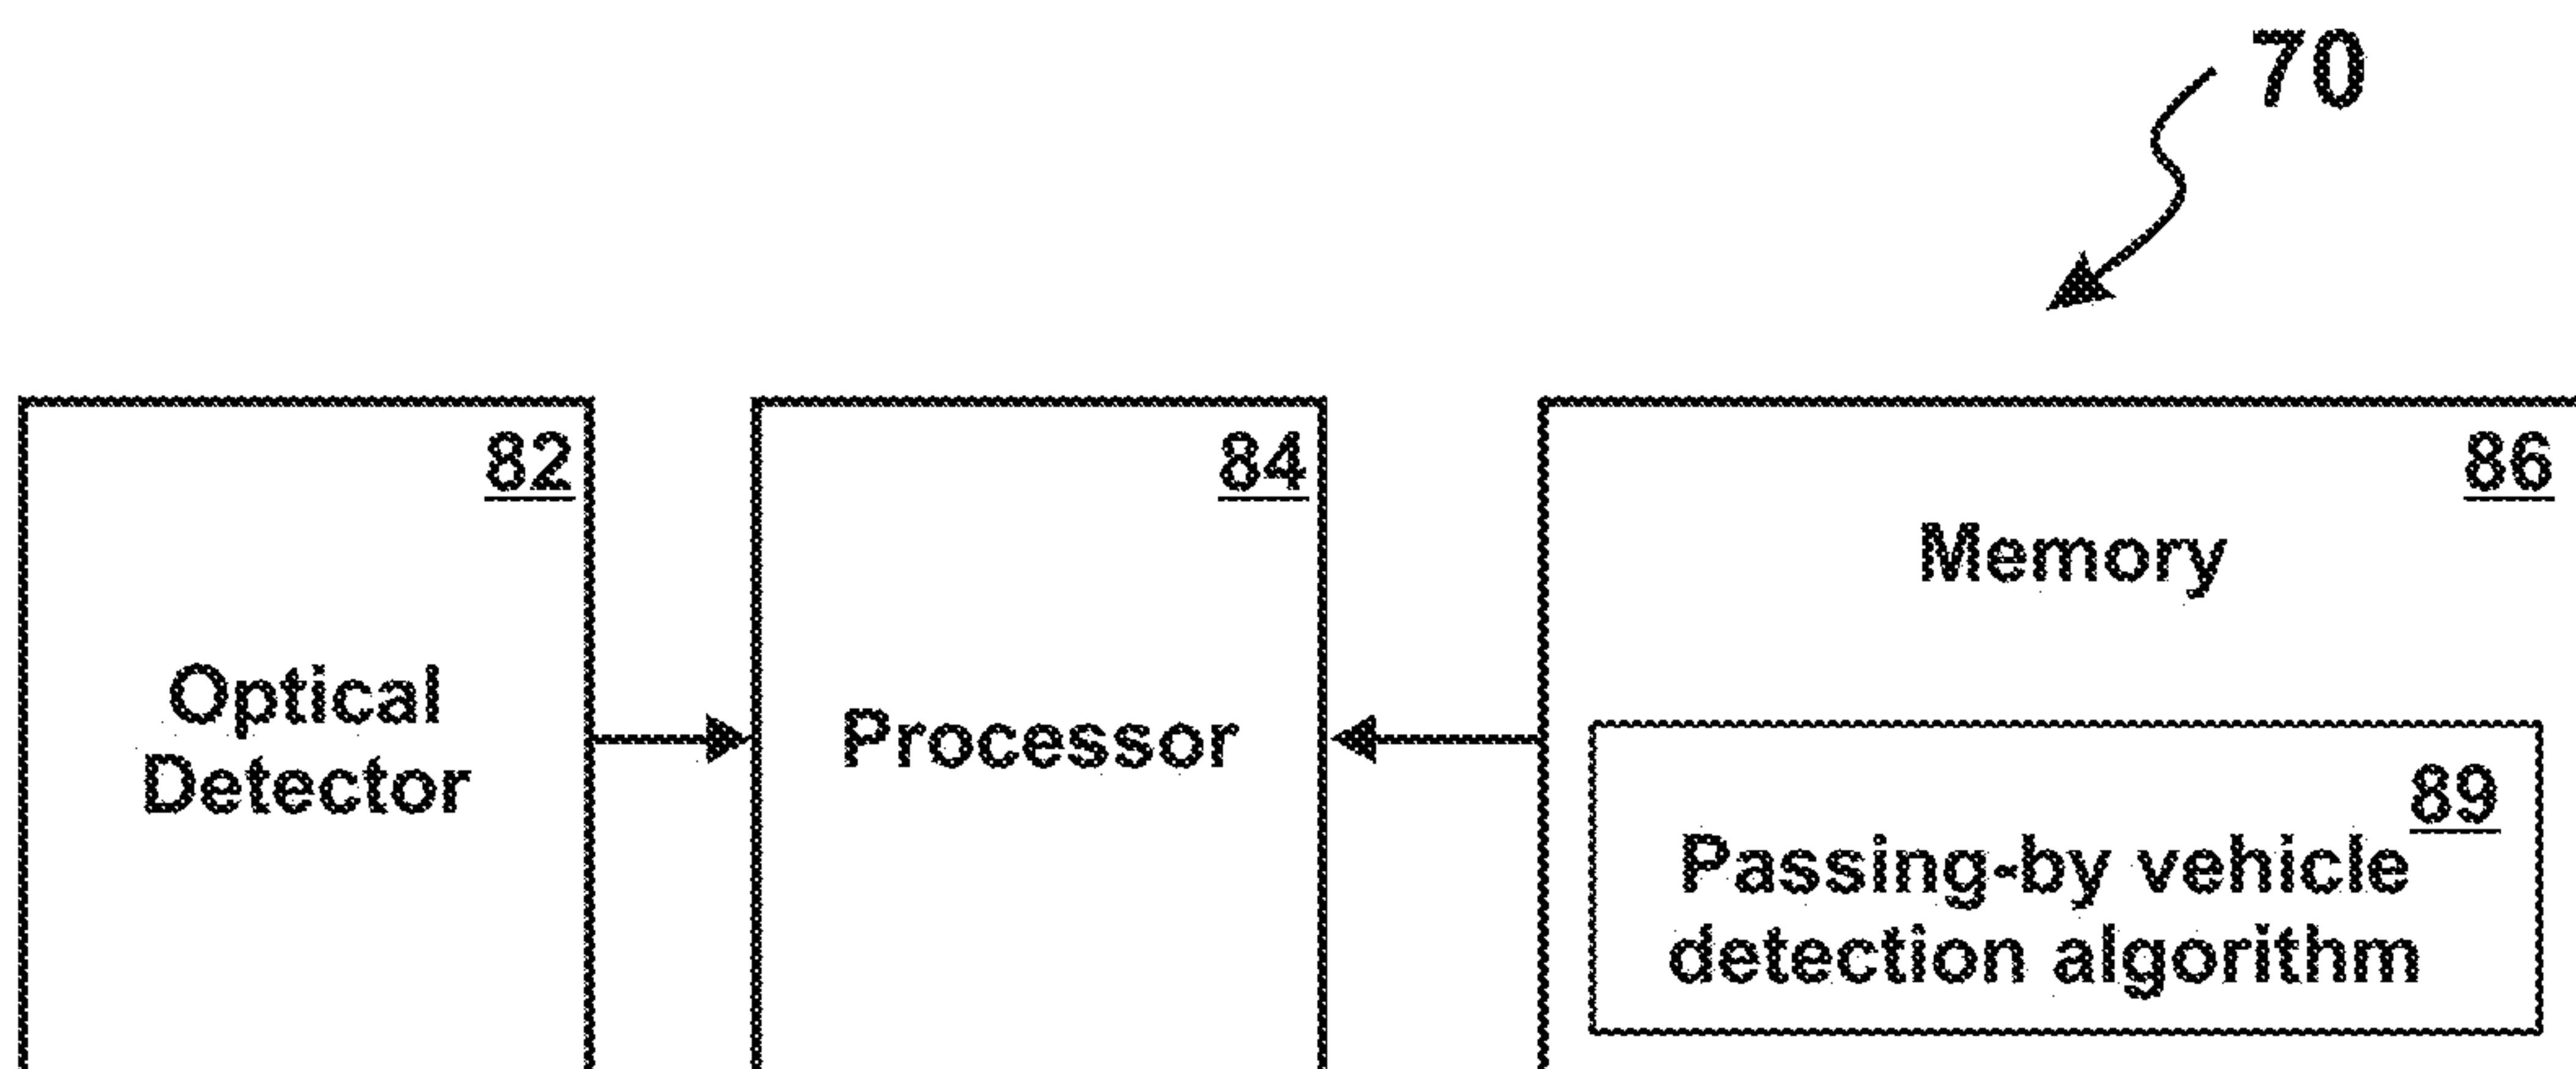 70
82
Optical
Detector
84
Processor
86
Memory
89
Passing-by vehicle
detection algorithm